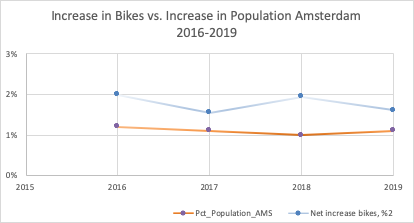 Increase in Bikes vs. Increase in Population Amsterdam
2016-2019
3%
2%
1%
0%
2015 2016 2017 2018 2019
Pct_Population_AMS Net increase bikes, %2